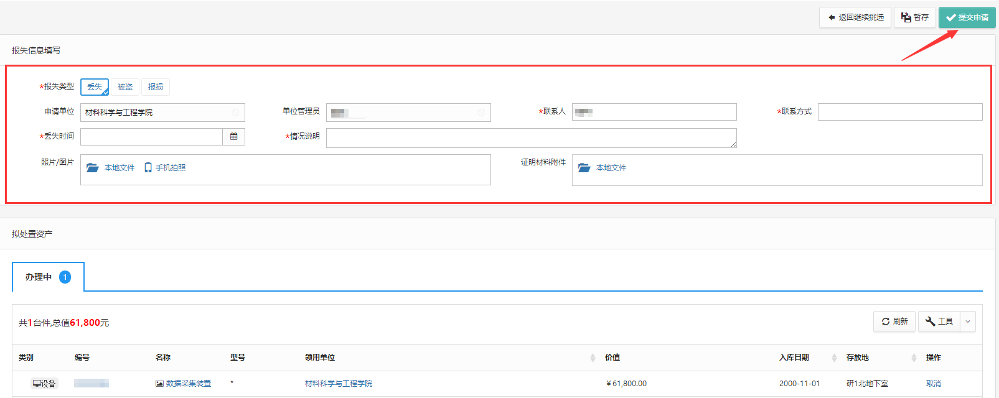 返回继续挑选 暂存 提交申请
报失信息填写
*报失类型 丢失 被盗 报损
申请单位 材料科学与工程学院 单位管理员 *联系人 *联系方式
*丢失时间 *情况说明
照片/图片 本地文件 手机拍照 证明材料附件 本地文件
拟处置资产
办理中 1
共1台件,总值61,800元 刷新 工具
类别 编号 名称 型号 领用单位 价值 入库日期 存放地 操作
设备 数据采集装置 * 材料科学与工程学院 ¥61,800.00 2000-11-01 研1北地下室 取消